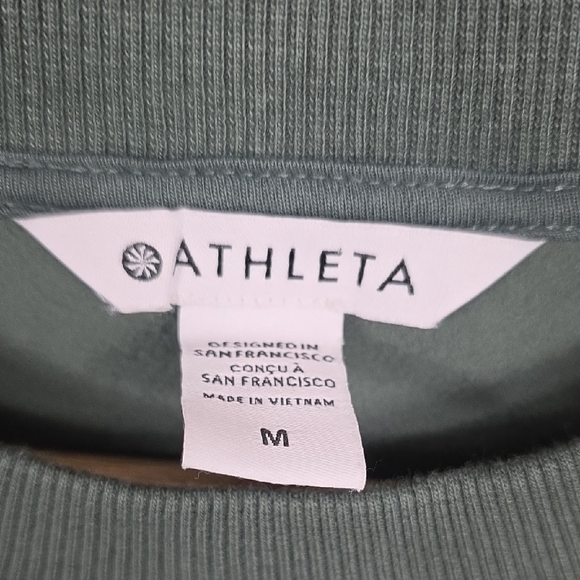 ATHLETA
DESIGNED IN
SAN FRANCISCO
CONÇU À
SAN FRANCISCO
MADE IN VIETNAM
M